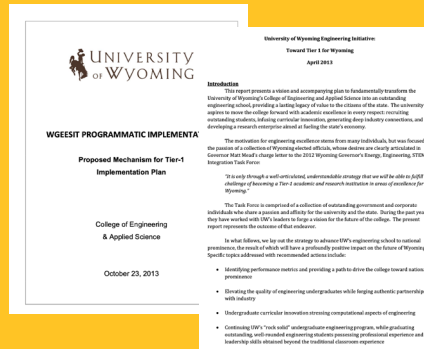 UNIVERSITY
OF WYOMING
WGEESIT PROGRAMMATIC IMPLEMENTA
Proposed Mechanism for Tier-1
Implementation Plan
College of Engineering
& Applied Science
October 23, 2013
University of Wyoming Engineering Initiative:
Toward Tier 1 for Wyoming
April 2013
Introduction
This report presents a vision and accompanying plan to fundamentally transform the
University of Wyoming's College of Engineering and Applied Science into an outstanding
engineering school, providing a lasting legacy of value to the citizens of the state. The university
aspires to move the college forward with academic excellence in every respect: recruiting
outstanding students, infusing curricular innovation, generating deep industry connections, and
developing a research enterprise aimed at fueling the state's economy.
The motivation for engineering excellence stems from many individuals, but was focused
the passion of a collection of Wyoming elected officials, whose desires are clearly articulated in
Governor Matt Mead's charge letter to the 2012 Wyoming Governor's Energy, Engineering, STEM
Integration Task Force:
"It is only through a well-articulated, understandable strategy that we will be able to fulfill
challenge of becoming a Tier-1 academic and research institution in areas of excellence for
Wyoming."
The Task Force is comprised of a collection of outstanding government and corporate
individuals who share a passion and affinity for the university and the state. During the past year
they have worked with UW's leaders to forge a vision for the future of the college. The present
report represents the outcome of that endeavor.
In what follows, we lay out the strategy to advance UW's engineering school to national
prominence, the result of which will have a profoundly positive impact on the future of Wyoming
Specific topics addressed with recommended actions include:
• Identifying performance metrics and providing a path to drive the college toward nationa
prominence
• Elevating the quality of engineering undergraduates while forging authentic partnership
with industry
• Undergraduate curricular innovation stressing computational aspects of engineering
• Continuing UW's "rock solid" undergraduate engineering program, while graduating
outstanding, well-rounded engineering students possessing professional experience and
leadership skills obtained beyond the traditional classroom experience